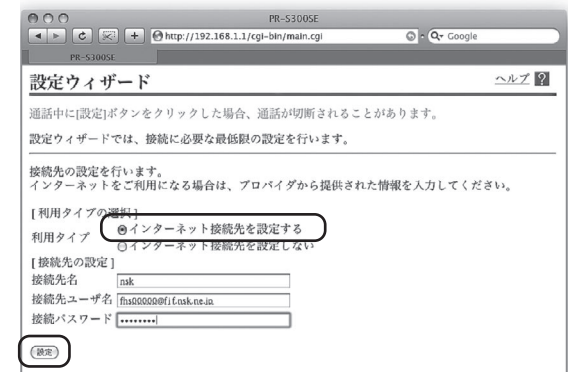 PR-S300SE
http://192.168.1.1/cgi-bin/main.cgi
Google
PR-S300SE
設定ウィザード
ヘルプ ?
通話中に[設定]ボタンをクリックした場合、通話が切断されることがあります。
設定ウィザードでは、接続に必要な最低限の設定を行います。
接続先の設定を行います。
インターネットをご利用になる場合は、プロバイダから提供された情報を入力してください。
[利用タイプの選択]
利用タイプ
インターネット接続先を設定する
インターネット接続先を設定しない
[接続先の設定]
接続先名 nsk
接続先ユーザ名 fhs00000@fif.nsk.ne.jp
接続パスワード ••••••••
設定